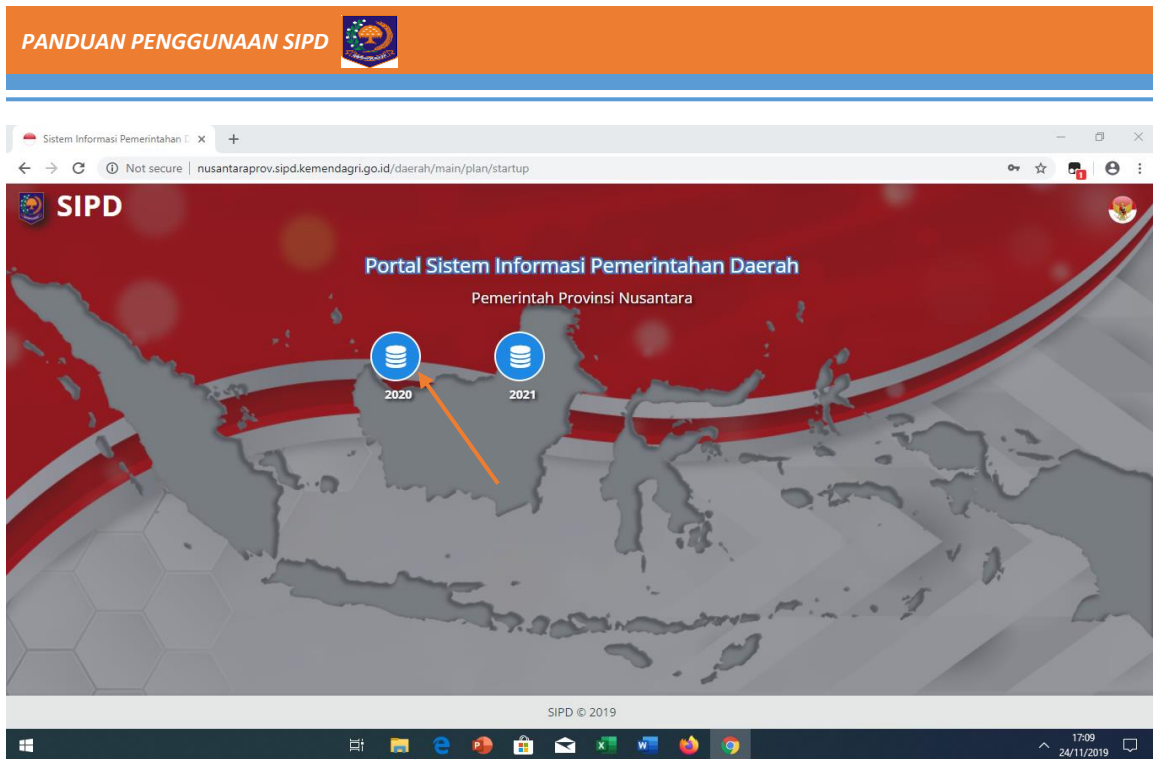 PANDUAN PENGGUNAAN SIPD
Sistem Informasi Pemerintahan D
Not secure | nusantaraprov.sipd.kemendagri.go.id/daerah/main/plan/startup
1
SIPD
Portal Sistem Informasi Pemerintahan Daerah
Pemerintah Provinsi Nusantara
2020 2021
SIPD © 2019
17:09
24/11/2019